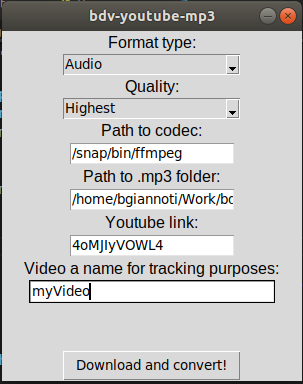 bdv-youtube-mp3
Format type:
Audio
Quality:
Highest
Path to codec:
/snap/bin/ffmpeg
Path to .mp3 folder:
/home/bgiannoti/Work/bd
Youtube link:
4oMJIyVOWL4
Video a name for tracking purposes:
myVideo
Download and convert!